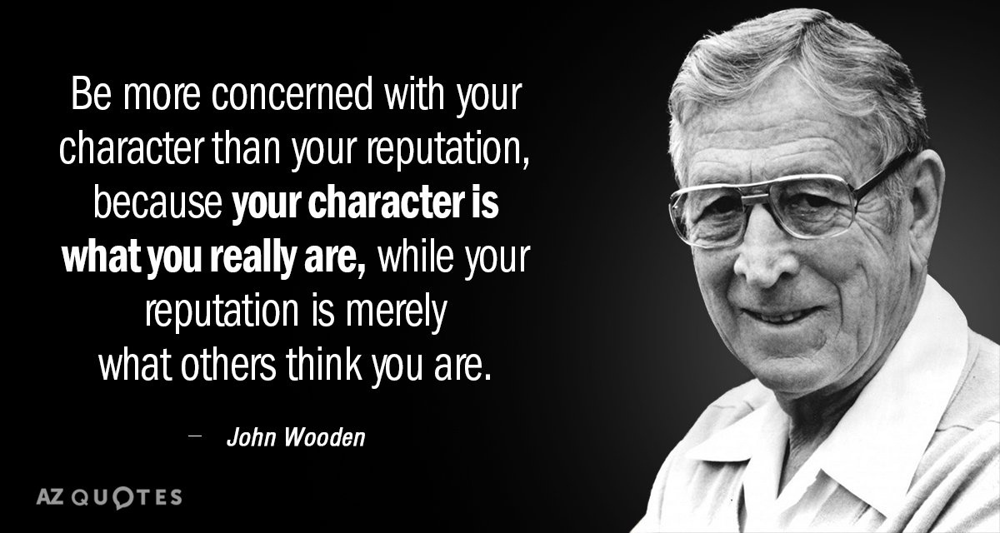 Be more concerned with your
character than your reputation,
because your character is
what you really are, while your
reputation is merely
what others think you are.
– John Wooden
AZ QUOTES